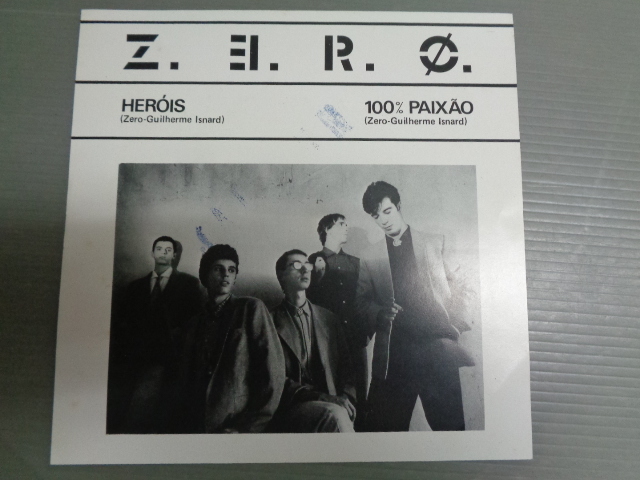 Z. E. R. Ø.
HERÓIS
(Zero-Guilherme Isnard)
100% PAIXÃO
(Zero-Guilherme Isnard)